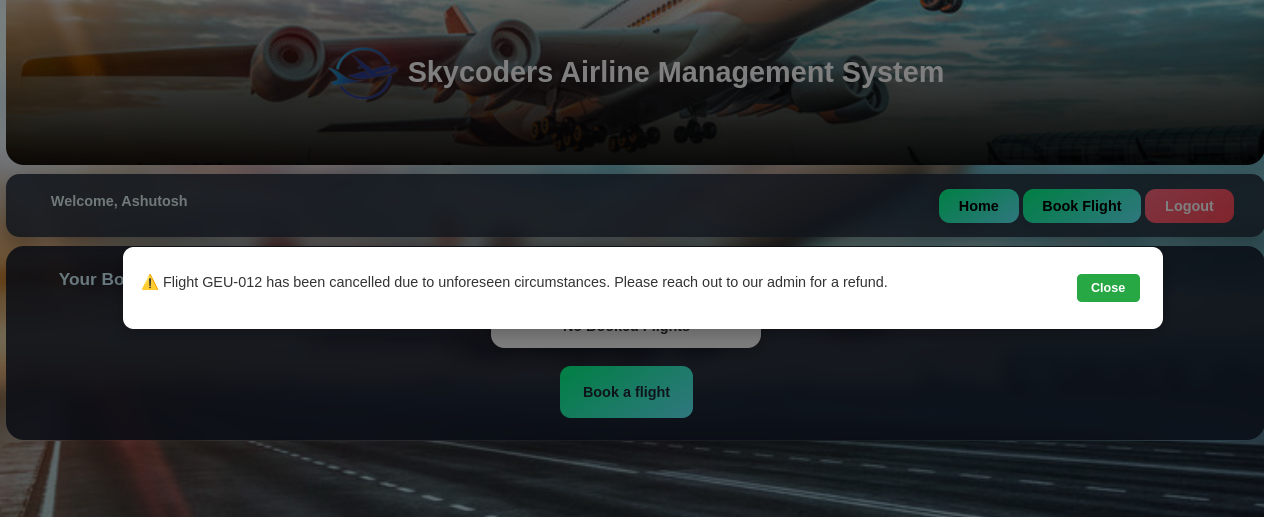 Skycoders Airline Management System
Welcome, Ashutosh
Home
Book Flight
Logout
Your Bo
⚠️ Flight GEU-012 has been cancelled due to unforeseen circumstances. Please reach out to our admin for a refund.
Close
No Booked Flights
Book a flight